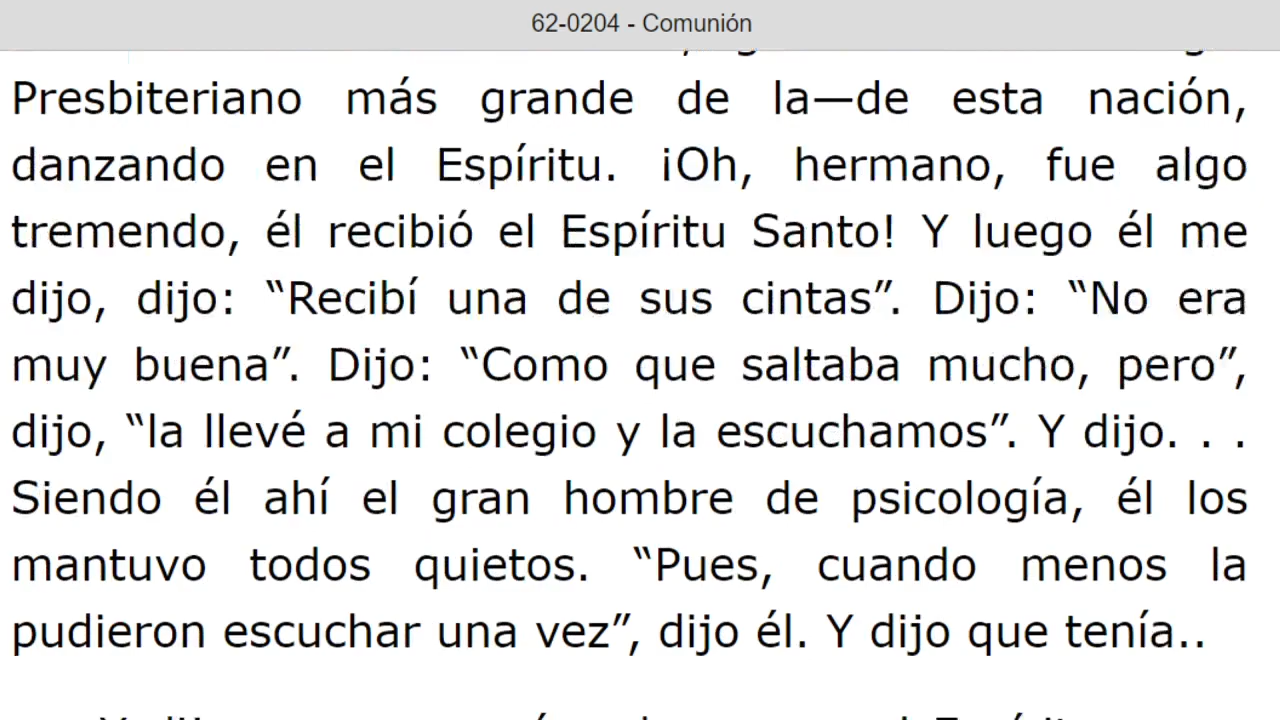 62-0204 - Comunión
Presbiteriano más grande de la—de esta nación,
danzando en el Espíritu. ¡Oh, hermano, fue algo
tremendo, él recibió el Espíritu Santo! Y luego él me
dijo, dijo: “Recibí una de sus cintas”. Dijo: “No era
muy buena”. Dijo: “Como que saltaba mucho, pero”,
dijo, “la llevé a mi colegio y la escuchamos”. Y dijo. . .
Siendo él ahí el gran hombre de psicología, él los
mantuvo todos quietos. “Pues, cuando menos la
pudieron escuchar una vez”, dijo él. Y dijo que tenía..